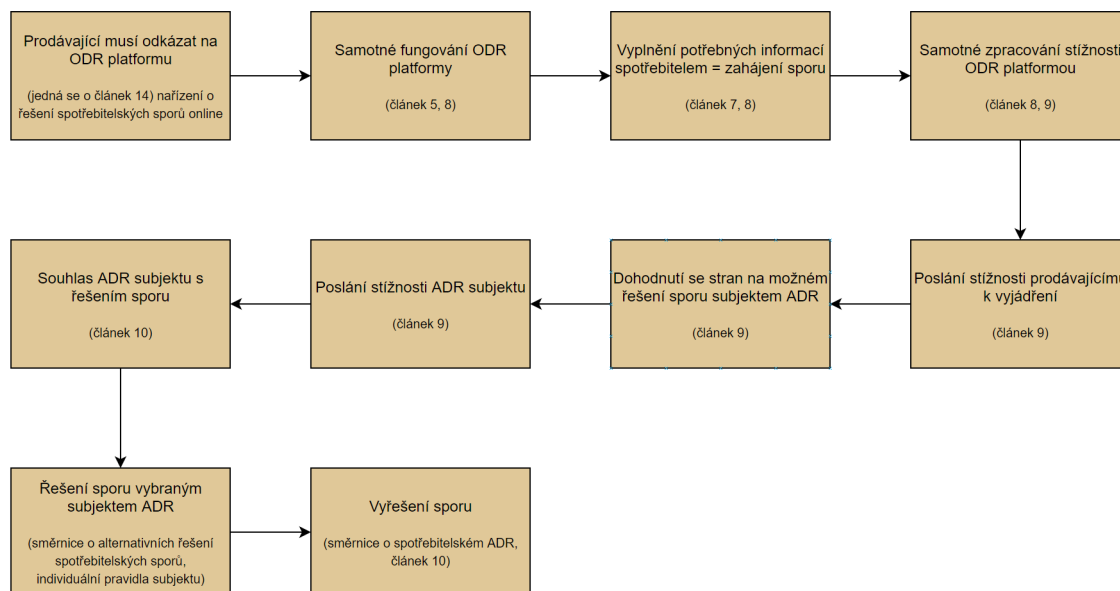 Prodávající musí odkázat na
ODR platformu
(jedná se o článek 14) nařízení o
řešení spotřebitelských sporů online
Samotné fungování ODR
platformy
(článek 5, 8)
Vyplnění potřebných informací
spotřebitelem = zahájení sporu
(článek 7, 8)
Samotné zpracování stížnosti
ODR platformou
(článek 8, 9)
Poslání stížnosti prodávajícímu
k vyjádření
(článek 9)
Dohodnutí se stran na možném
řešení sporu subjektem ADR
(článek 9)
Poslání stížnosti ADR subjektu
(článek 9)
Souhlas ADR subjektu s
řešením sporu
(článek 10)
Řešení sporu vybraným
subjektem ADR
(směrnice o alternativních řešení
spotřebitelských sporů,
individuální pravidla subjektu)
Vyřešení sporu
(směrnice o spotřebitelském ADR,
článek 10)